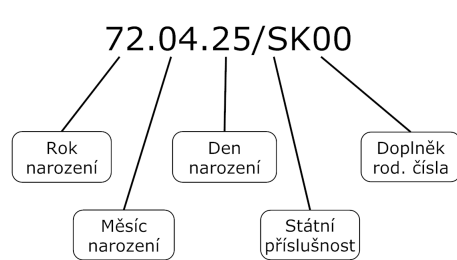 72.04.25/SK00
Rok
narození
Den
narození
Doplněk
rod. čísla
Měsíc
narození
Státní
příslušnost